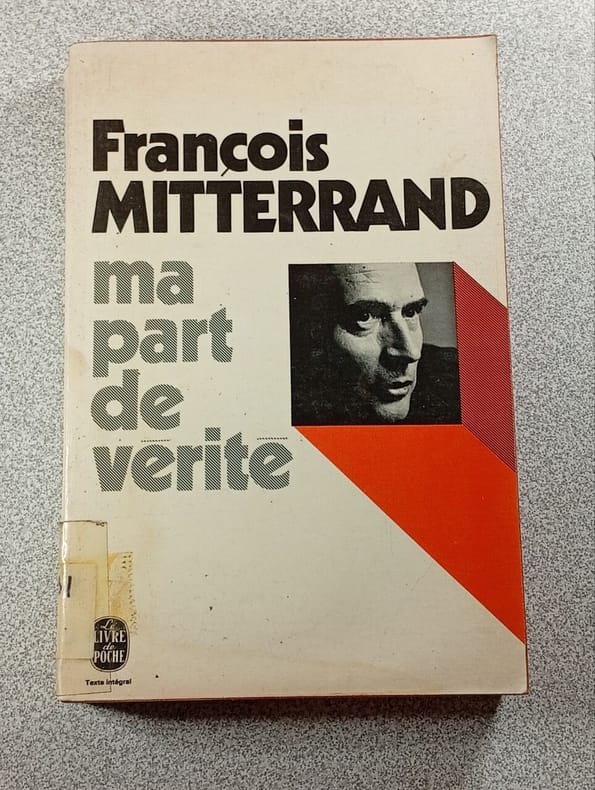 François
MITTERRAND
ma
part
de
vérité
Le
LIVRE
de
POCHE
Texte intégral